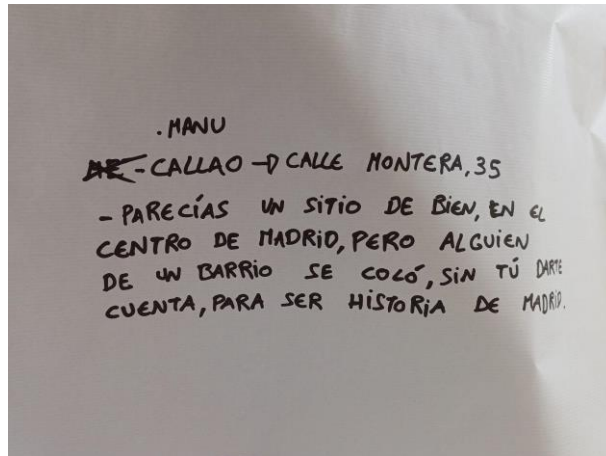 .MANU
-CALLAO → CALLE MONTERA, 35
- PARECÍAS UN SITIO DE BIEN, EN EL
CENTRO DE MADRID, PERO ALGUIEN
DE UN BARRIO SE COLÓ, SIN TÚ DARTE
CUENTA, PARA SER HISTORIA DE MADRID.